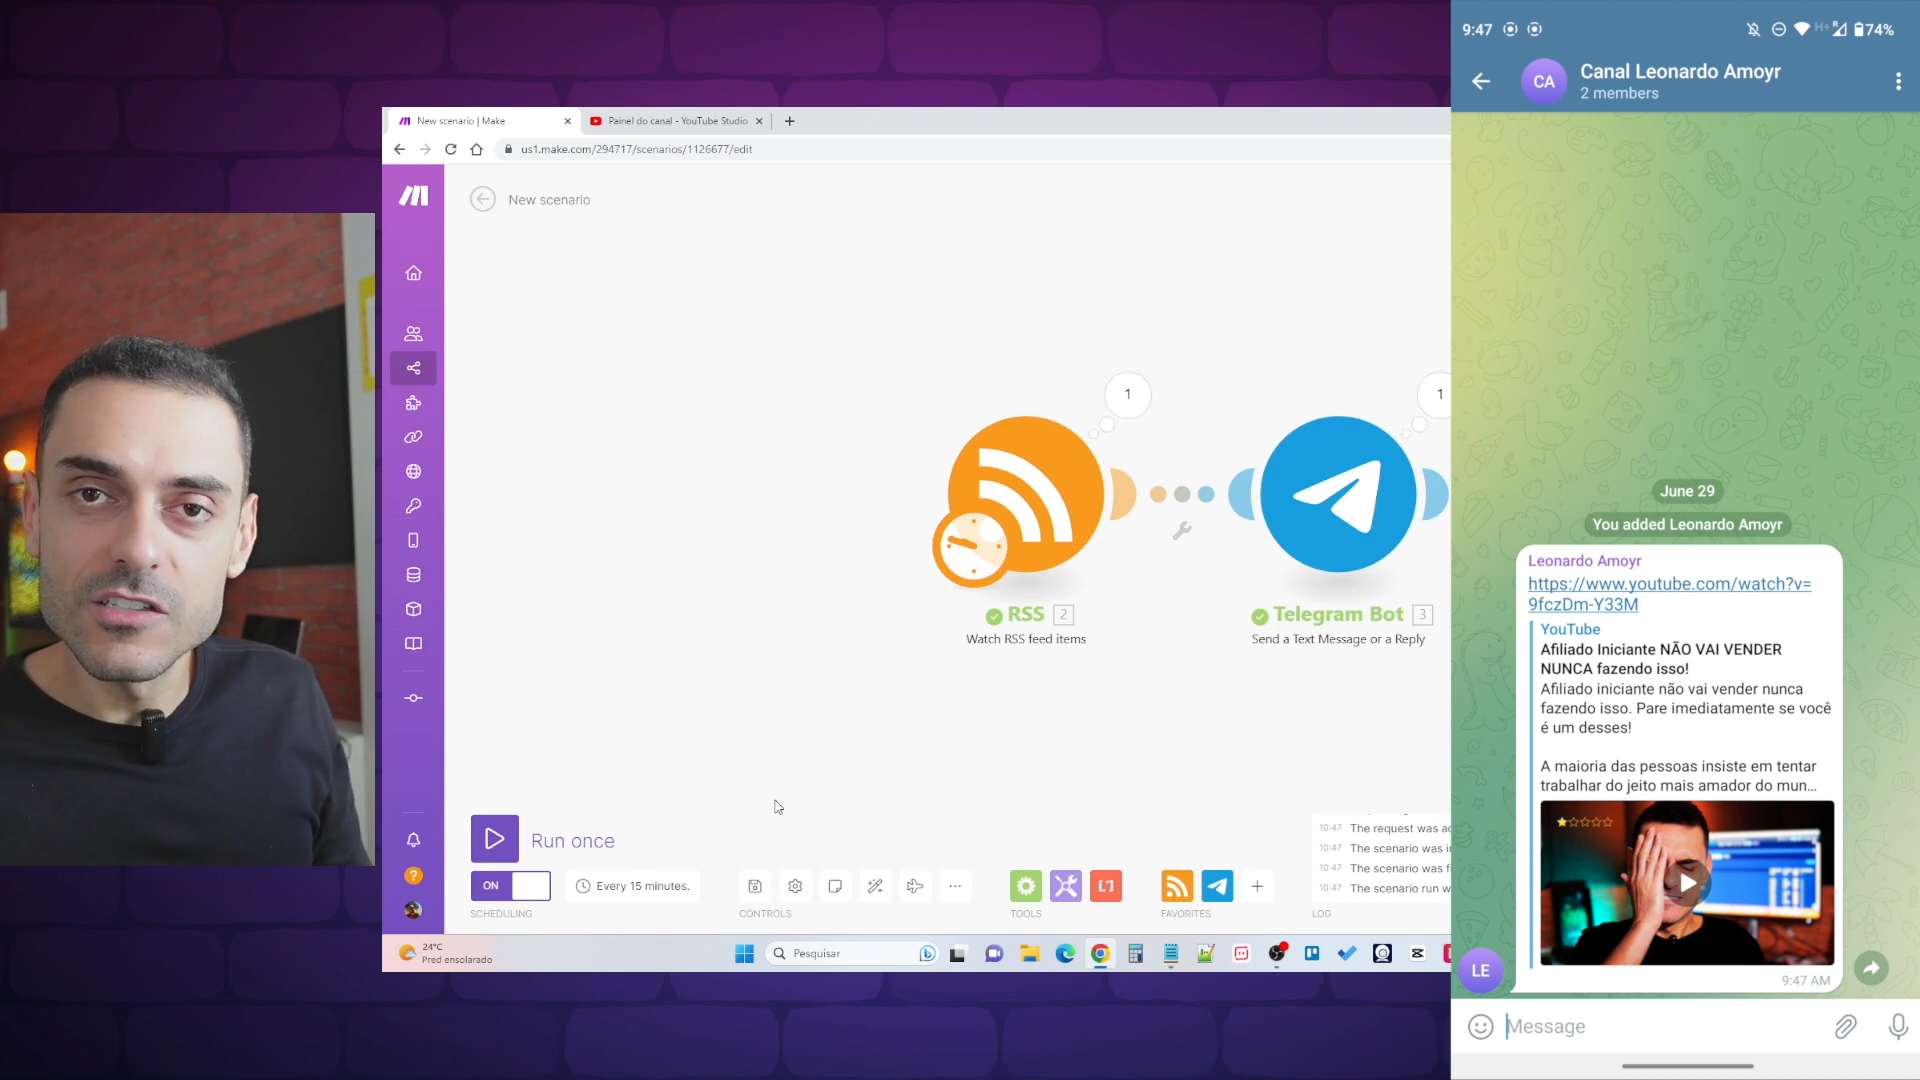 New scenario | Make
Painel do canal - YouTube Studio
us1.make.com/294717/scenarios/1126677/edit
New scenario
1
1
RSS 2
Watch RSS feed items
Telegram Bot 3
Send a Text Message or a Reply
Run once
ON
Every 15 minutes.
SCHEDULING
CONTROLS
TOOLS
FAVORITES
LOG
10:47 The request was ac
10:47 The scenario was i
10:47 The scenario was f
10:47 The scenario run w
24°C
Pred ensolarado
Pesquisar
9:47
74%
CA
Canal Leonardo Amoyr
2 members
June 29
You added Leonardo Amoyr
Leonardo Amoyr
https://www.youtube.com/watch?v=
9fczDm-Y33M
YouTube
Afiliado Iniciante NÃO VAI VENDER
NUNCA fazendo isso!
Afiliado iniciante não vai vender nunca
fazendo isso. Pare imediatamente se você
é um desses!
A maioria das pessoas insiste em tentar
trabalhar do jeito mais amador do mun...
9:47 AM
LE
Message